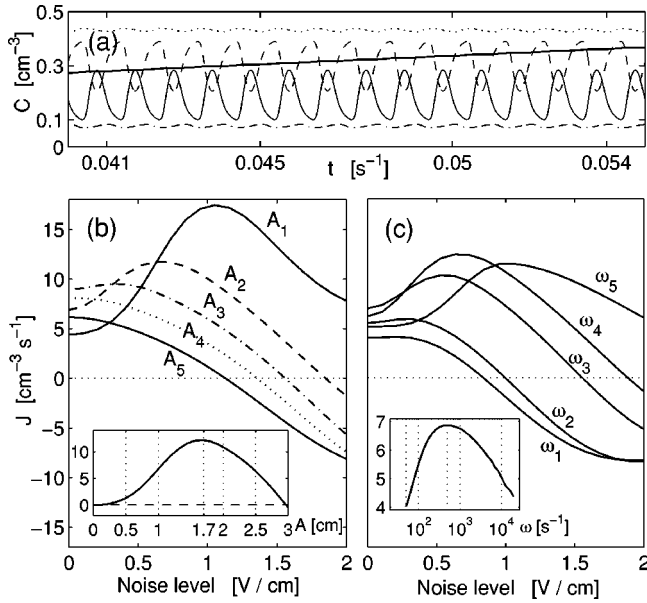 (a)
C [cm⁻³]
0.5
0.3
0.1
0
0.041 0.045 0.05 0.054
t [s⁻¹]
(b)
J [cm⁻³ s⁻¹]
15
10
5
0
−5
−10
−15
A₁
A₂
A₃
A₄
A₅
10
5
0
0 0.5 1 1.7 2 2.5 3
A [cm]
0 0.5 1 1.5 2
Noise level [V / cm]
(c)
ω₅
ω₄
ω₃
ω₂
ω₁
7
6
5
4
10² 10³ 10⁴ ω [s⁻¹]
0 0.5 1 1.5 2
Noise level [V / cm]